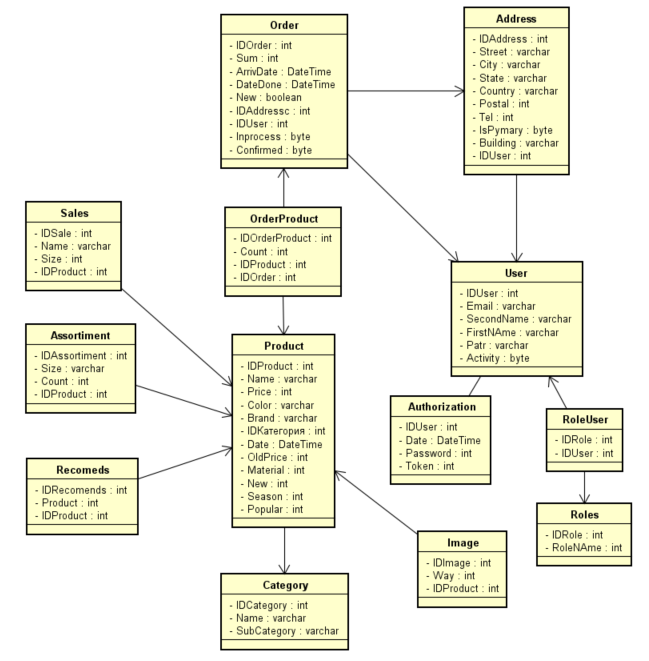 Order
- IDOrder : int
- Sum : int
- ArrivDate : DateTime
- DateDone : DateTime
- New : boolean
- IDAddressc : int
- IDUser : int
- Inprocess : byte
- Confirmed : byte
Address
- IDAddress : int
- Street : varchar
- City : varchar
- State : varchar
- Country : varchar
- Postal : int
- Tel : int
- IsPymary : byte
- Building : varchar
- IDUser : int
Sales
- IDSale : int
- Name : varchar
- Size : int
- IDProduct : int
OrderProduct
- IDOrderProduct : int
- Count : int
- IDProduct : int
- IDOrder : int
User
- IDUser : int
- Email : varchar
- SecondName : varchar
- FirstNAme : varchar
- Patr : varchar
- Activity : byte
Assortiment
- IDAssortiment : int
- Size : varchar
- Count : int
- IDProduct : int
Product
- IDProduct : int
- Name : varchar
- Price : int
- Color : varchar
- Brand : varchar
- IDКатегория : int
- Date : DateTime
- OldPrice : int
- Material : int
- New : int
- Season : int
- Popular : int
Authorization
- IDUser : int
- Date : DateTime
- Password : int
- Token : int
RoleUser
- IDRole : int
- IDUser : int
Recomeds
- IDRecomends : int
- Product : int
- IDProduct : int
Roles
- IDRole : int
- RoleNAme : int
Image
- IDImage : int
- Way : int
- IDProduct : int
Category
- IDCategory : int
- Name : varchar
- SubCategory : varchar